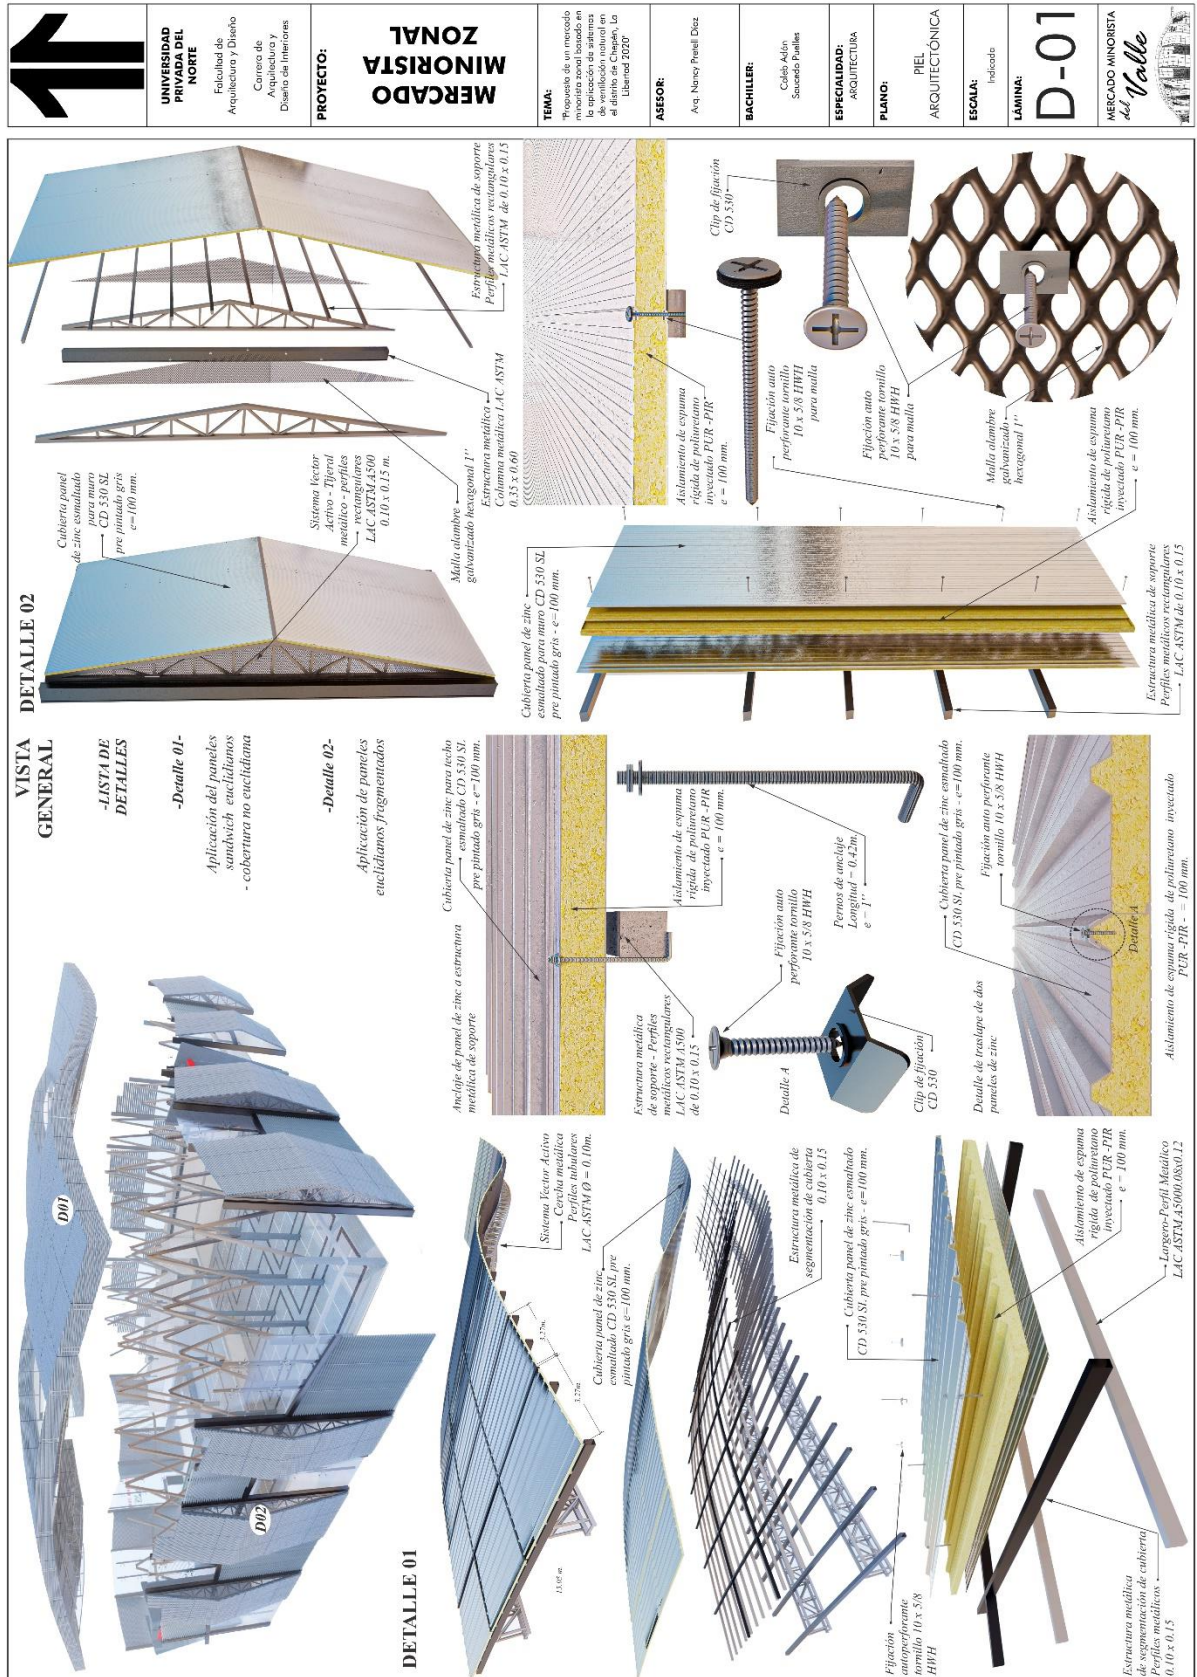 UNIVERSIDAD
PRIVADA DEL
NORTE
Falcultad de
Arquitectura y Diseño
Carrera de
Arquitectura y
Diseño de Interiores
PROYECTO:
MERCADO
MINORISTA
ZONAL
TEMA:
"Propuesta de un mercado
minorista zonal basado en
la aplicación de sistemas
de ventilación natural en
el distrito de Chepén, La
Libertad 2020"
ASESOR:
Arq. Nancy Pretell Díaz
BACHILLER:
Caleb Adán
Saucedo Puelles
ESPECIALIDAD:
ARQUITECTURA
PLANO:
PIEL
ARQUITECTÓNICA
ESCALA:
Indicada
LÁMINA:
D-01
MERCADO MINORISTA
del Valle
VISTA
GENERAL
-LISTA DE
DETALLES
-Detalle 01-
Aplicación del paneles
sandwich euclidianos
- cobertura no euclidiana
-Detalle 02-
Aplicación de paneles
euclidianos fragmentados
D01
D02
DETALLE 02
Cubierta panel
de zinc esmaltado
para muro
CD 530 SL
pre pintado gris
e=100 mm.
Sistema Vector
Activo - Tijeral
metálico - perfiles
rectangulares
LAC ASTM A500
0.10 x 0.15 m.
Malla alambre
galvanizado hexagonal 1''
Estructura metálica
Columna metálica LAC ASTM
0.35 x 0.60
Estructura metálica de soporte
Perfiles metálicos rectangulares
LAC ASTM de 0.10 x 0.15
Cubierta panel de zinc
esmaltado para muro CD 530 SL
pre pintado gris - e=100 mm.
Aislamiento de espuma
rígida de poliuretano
inyectado PUR -PIR
e = 100 mm.
Fijación auto
perforante tornillo
10 x 5/8 HWH
para malla
Clip de fijación
CD 530
Fijación auto
perforante tornillo
10 x 5/8 HWH
para malla
Malla alambre
galvanizado
hexagonal 1''
Aislamiento de espuma
rígida de poliuretano
inyectado PUR -PIR
e = 100 mm.
Estructura metálica de soporte
Perfiles metálicos rectangulares
LAC ASTM de 0.10 x 0.15
Anclaje de panel de zinc a estructura
metálica de soporte
Cubierta panel de zinc para techo
esmaltado CD 530 SL
pre pintado gris - e=100 mm.
Estructura metálica
de soporte - Perfiles
metálicos rectangulares
LAC ASTM A500
de 0.10 x 0.15
Aislamiento de espuma
rígida de poliuretano
inyectado PUR -PIR
e = 100 mm.
Detalle A
Fijación auto
perforante tornillo
10 x 5/8 HWH
Pernos de anclaje
Longitud = 0.42m.
e = 1''
Clip de fijación
CD 530
Detalle de traslape de dos
paneles de zinc
Cubierta panel de zinc esmaltado
CD 530 SL pre pintado gris - e=100 mm.
Fijación auto perforante
tornillo 10 x 5/8 HWH
Detalle A
Aislamiento de espuma rígida de poliuretano inyectado
PUR -PIR - = 100 mm.
DETALLE 01
3.27m.
3.27m
Sistema Vector Activo
Cercha metálica
Perfiles tubulares
LAC ASTM Ø = 0.10m.
Cubierta panel de zinc
esmaltado CD 530 SL pre
pintado gris e=100 mm.
Estructura metálica de
segmentación de cubierta
0.10 x 0.15
Cubierta panel de zinc esmaltado
CD 530 SL pre pintado gris - e=100 mm.
Fijación
autoperforante
tornillo 10 x 5/8
HWH
Aislamiento de espuma
rígida de poliuretano
inyectado PUR -PIR
e = 100 mm.
Largero-Perfil Metálico
LAC ASTM A5000.08x0.12
Estructura metálica
de segmentación de cubierta
Perfiles metálicos
0.10 x 0.15